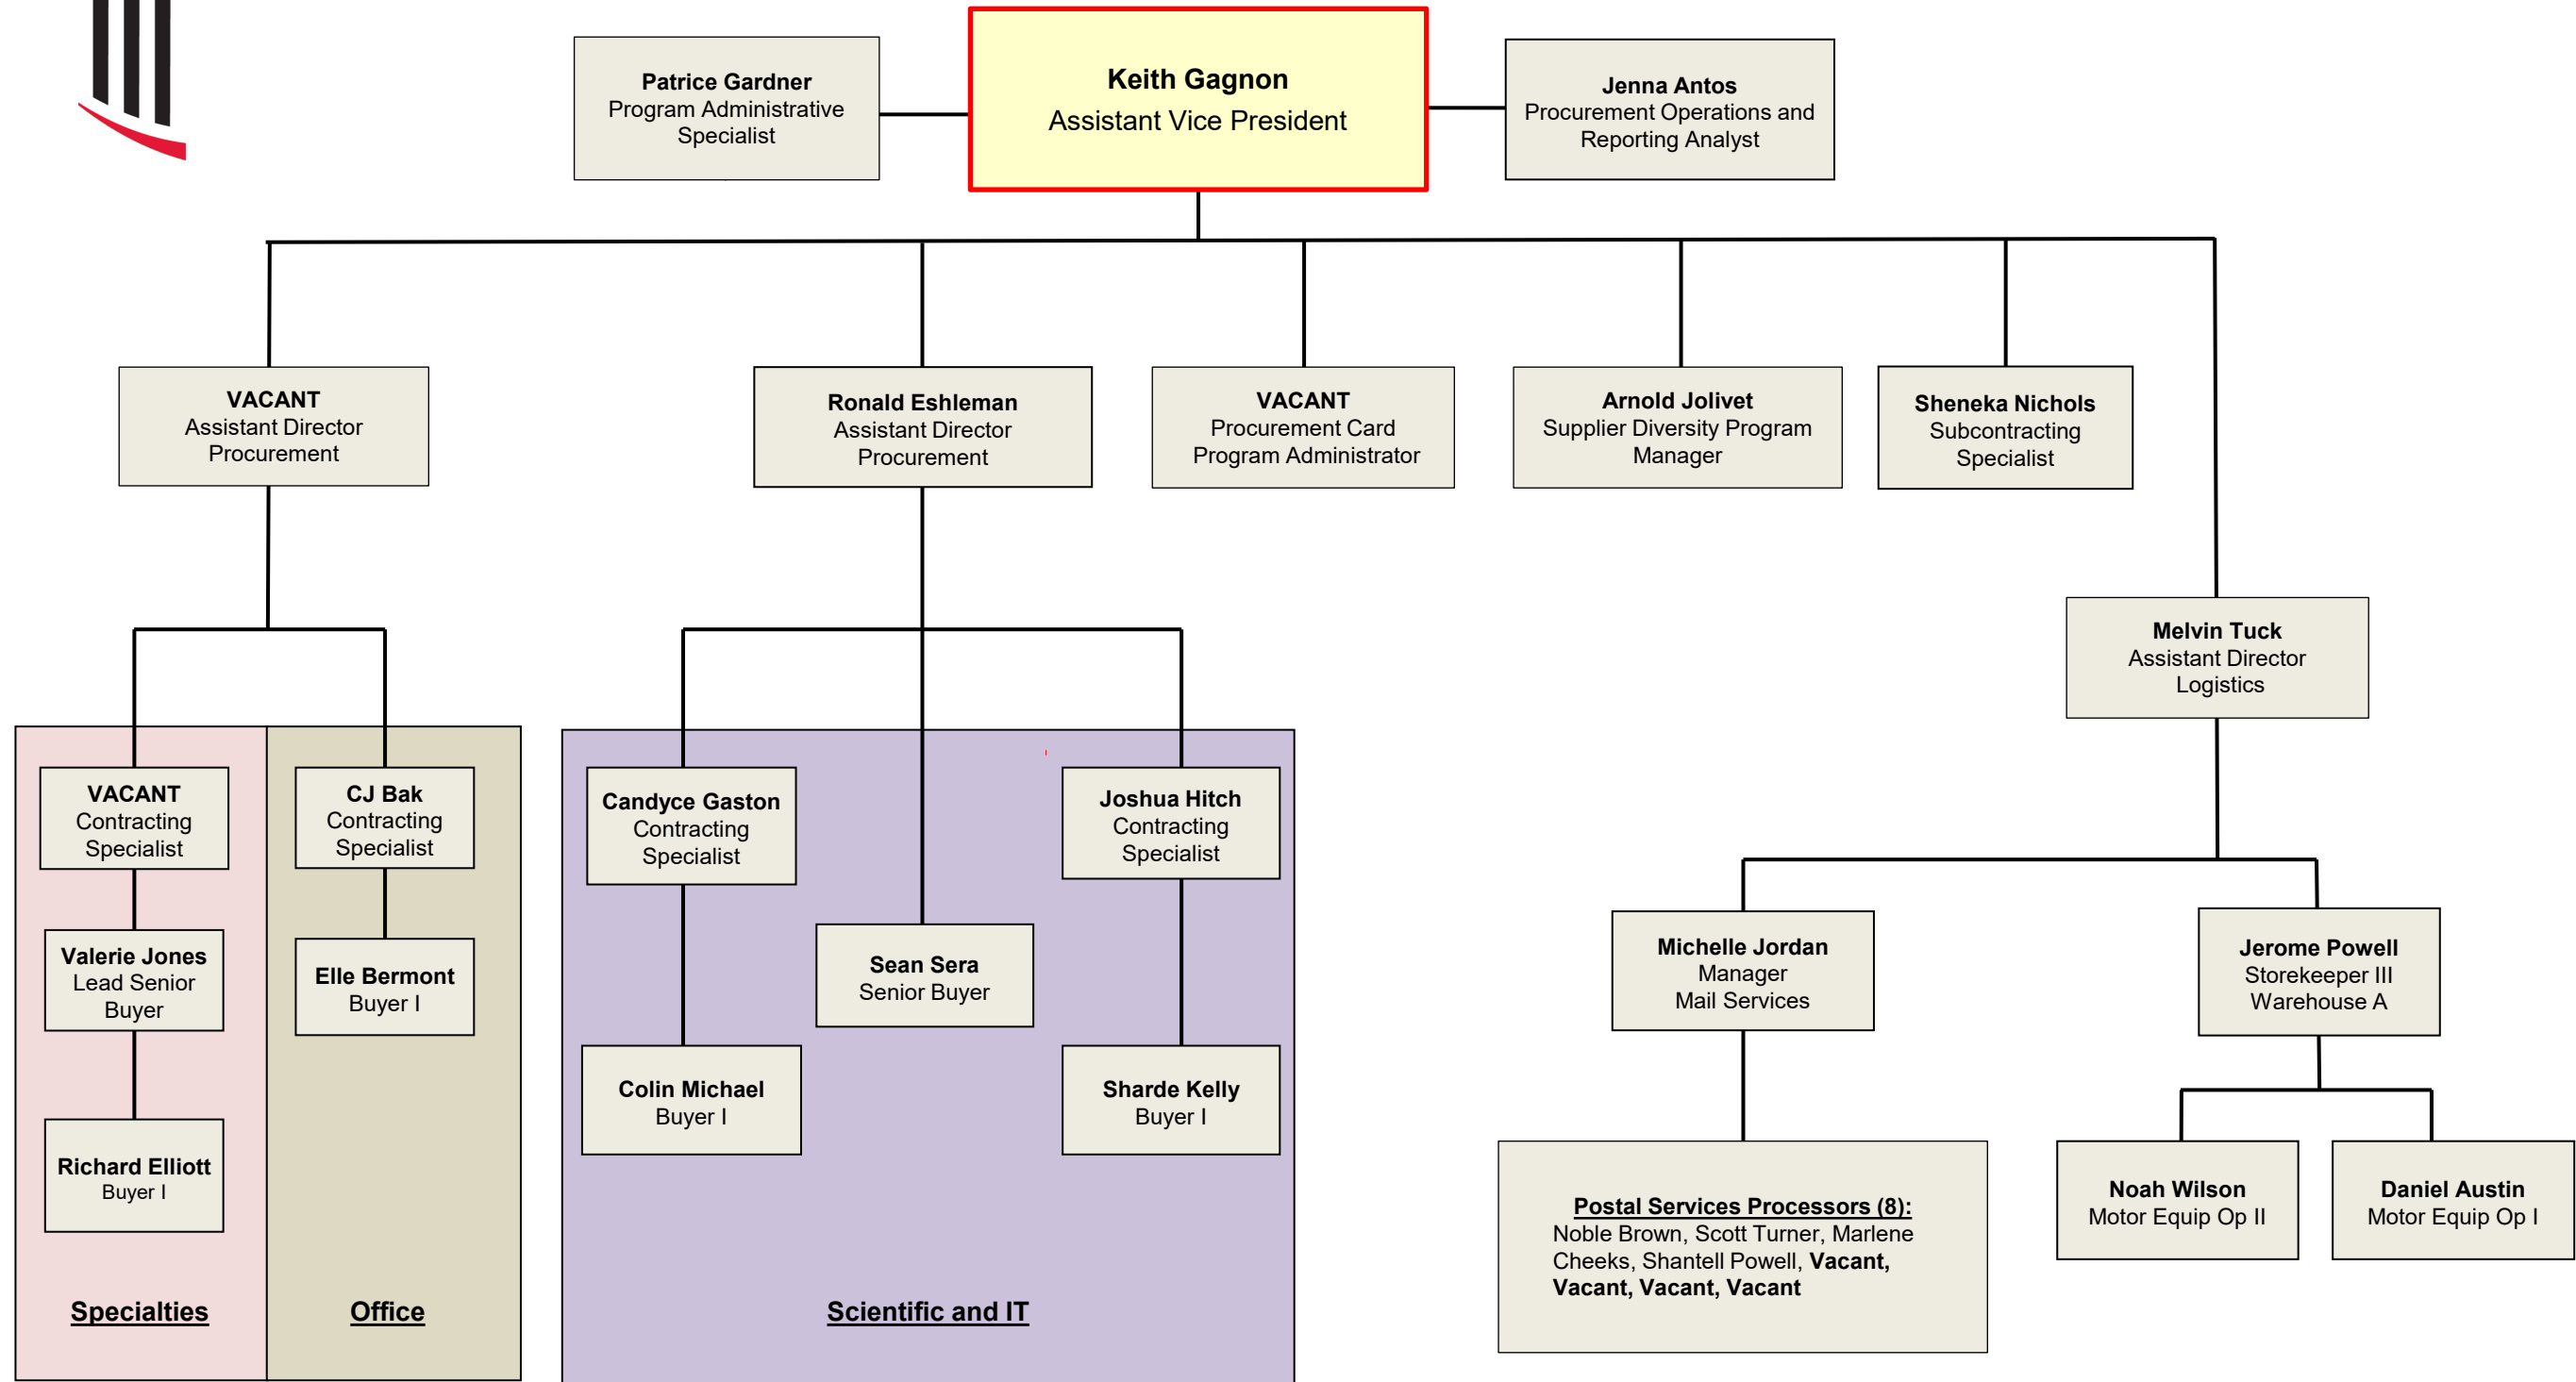 Patrice Gardner
Program Administrative
Specialist
Keith Gagnon
Assistant Vice President
Jenna Antos
Procurement Operations and
Reporting Analyst
VACANT
Assistant Director
Procurement
Ronald Eshleman
Assistant Director
Procurement
VACANT
Procurement Card
Program Administrator
Arnold Jolivet
Supplier Diversity Program
Manager
Sheneka Nichols
Subcontracting
Specialist
Melvin Tuck
Assistant Director
Logistics
VACANT
Contracting
Specialist
CJ Bak
Contracting
Specialist
Candyce Gaston
Contracting
Specialist
Joshua Hitch
Contracting
Specialist
Valerie Jones
Lead Senior
Buyer
Elle Bermont
Buyer I
Sean Sera
Senior Buyer
Michelle Jordan
Manager
Mail Services
Jerome Powell
Storekeeper III
Warehouse A
Richard Elliott
Buyer I
Colin Michael
Buyer I
Sharde Kelly
Buyer I
Postal Services Processors (8):
Noble Brown, Scott Turner, Marlene
Cheeks, Shantell Powell, Vacant,
Vacant, Vacant, Vacant
Noah Wilson
Motor Equip Op II
Daniel Austin
Motor Equip Op I
Specialties
Office
Scientific and IT